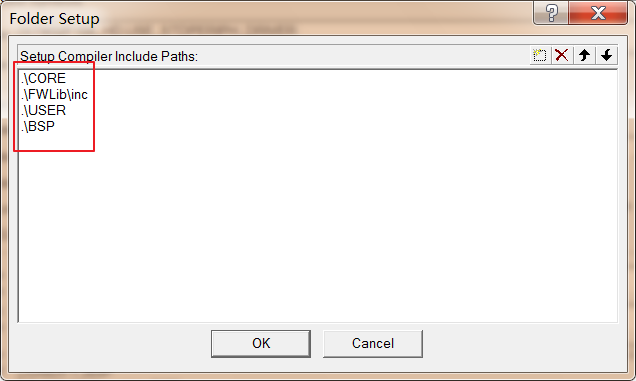 Folder Setup
Setup Compiler Include Paths:
.\CORE
.\FWLib\inc
.\USER
.\BSP
OK
Cancel